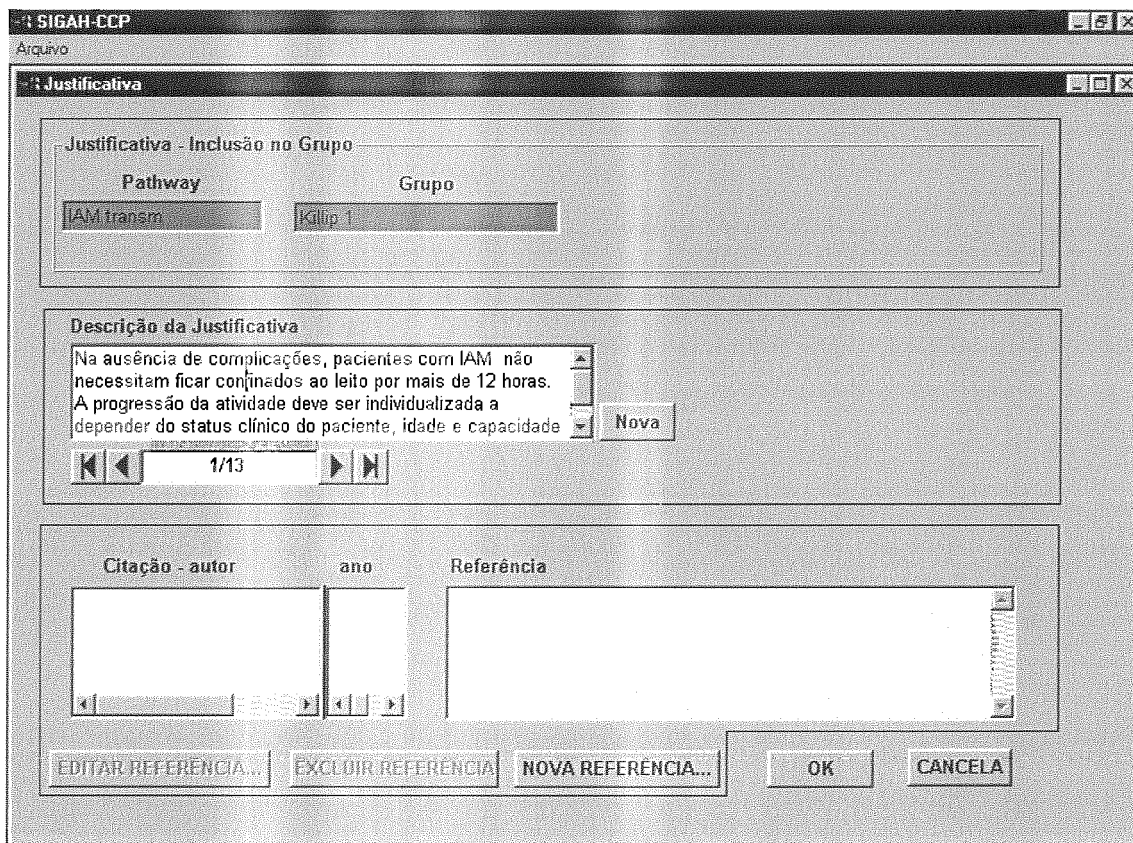 SIGAH-CCP
Arquivo
Justificativa
Justificativa - Inclusão no Grupo
Pathway Grupo
IAM transm Killip 1
Descrição da Justificativa
Na ausência de complicações, pacientes com IAM não
necessitam ficar confinados ao leito por mais de 12 horas.
A progressão da atividade deve ser individualizada a
depender do status clínico do paciente, idade e capacidade
Nova
1/13
Citação - autor ano Referência
EDITAR REFERÊNCIA... EXCLUIR REFERÊNCIA NOVA REFERÊNCIA... OK CANCELA